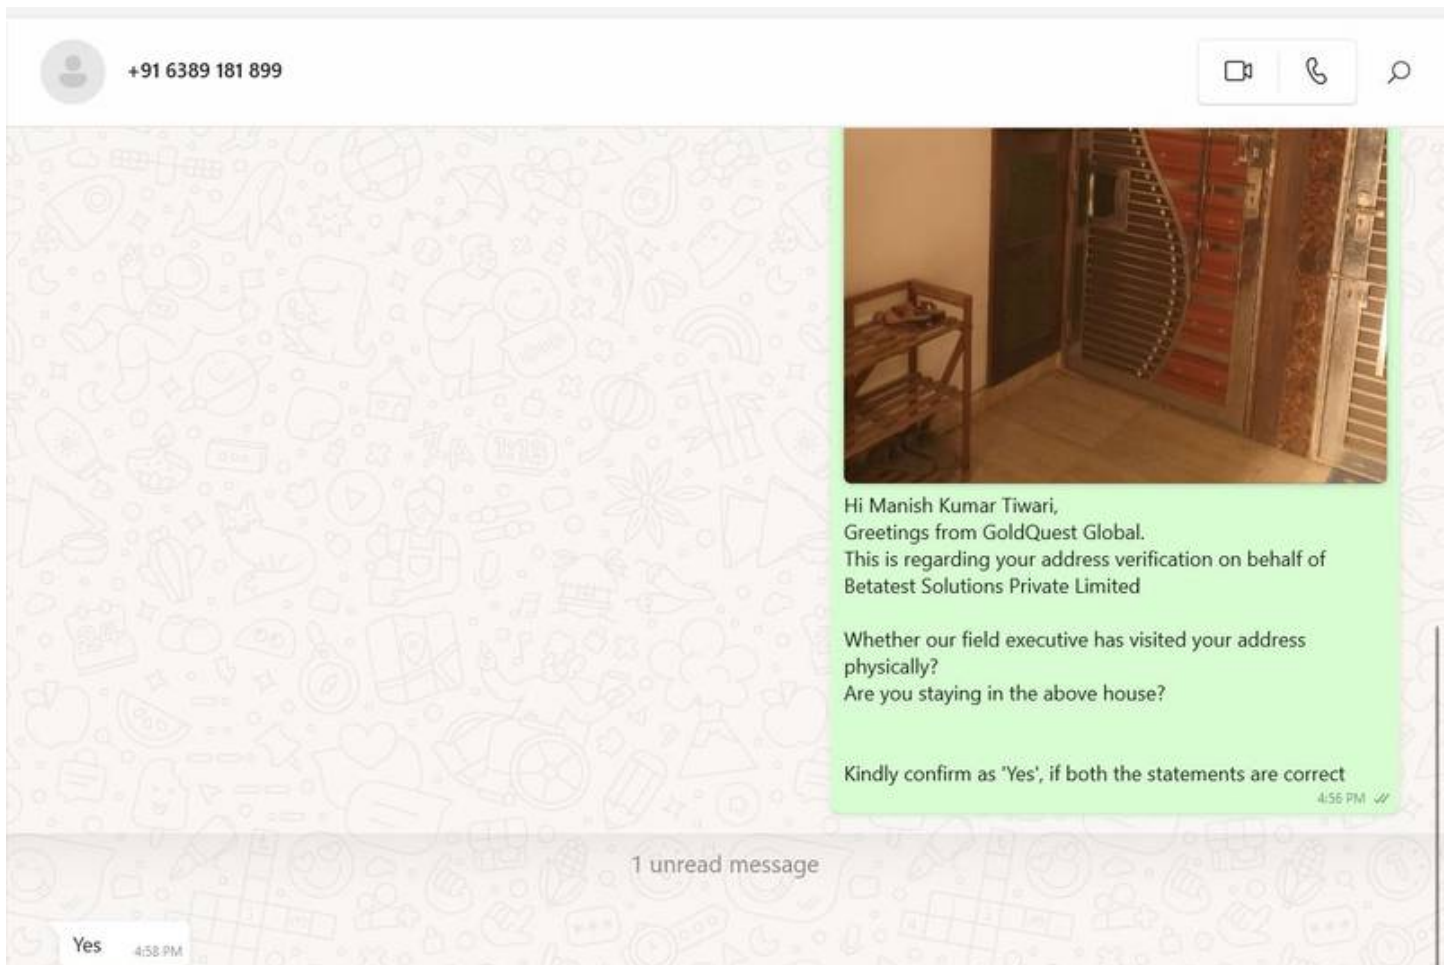 +91 6389 181 899
Hi Manish Kumar Tiwari,
Greetings from GoldQuest Global.
This is regarding your address verification on behalf of
Betatest Solutions Private Limited
Whether our field executive has visited your address
physically?
Are you staying in the above house?
Kindly confirm as 'Yes', if both the statements are correct
4:56 PM
1 unread message
Yes 4:58 PM